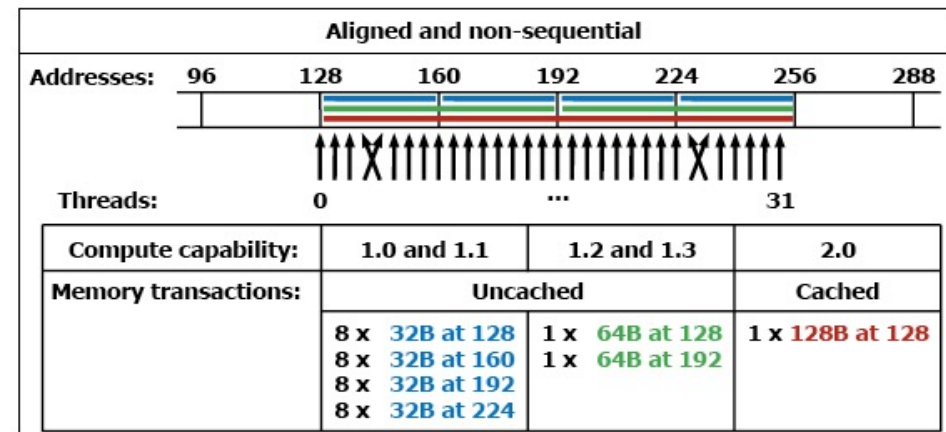 Aligned and non-sequential
Addresses: 96 128 160 192 224 256 288
Threads: 0 ... 31
Compute capability: 1.0 and 1.1 1.2 and 1.3 2.0
Memory transactions: Uncached Cached
8 x 32B at 128 1 x 64B at 128 1 x 128B at 128
8 x 32B at 160 1 x 64B at 192
8 x 32B at 192
8 x 32B at 224